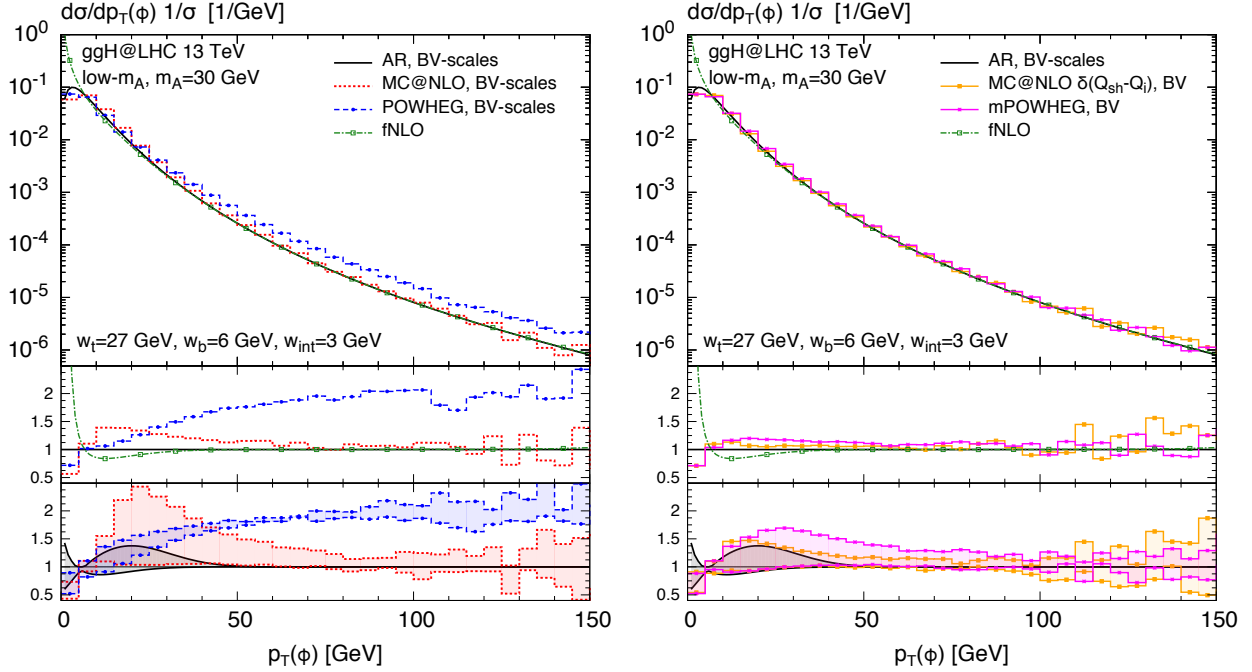 dσ/dp_T(ϕ) 1/σ [1/GeV]
10^0
10^-1
10^-2
10^-3
10^-4
10^-5
10^-6
ggH@LHC 13 TeV
low-m_A, m_A=30 GeV
AR, BV-scales
MC@NLO, BV-scales
POWHEG, BV-scales
fNLO
w_t=27 GeV, w_b=6 GeV, w_int=3 GeV
2
1.5
1
0.5
2
1.5
1
0.5
0 50 100 150
p_T(ϕ) [GeV]
dσ/dp_T(ϕ) 1/σ [1/GeV]
10^0
10^-1
10^-2
10^-3
10^-4
10^-5
10^-6
ggH@LHC 13 TeV
low-m_A, m_A=30 GeV
AR, BV-scales
MC@NLO δ(Q_sh-Q_i), BV
mPOWHEG, BV
fNLO
w_t=27 GeV, w_b=6 GeV, w_int=3 GeV
2
1.5
1
0.5
2
1.5
1
0.5
0 50 100 150
p_T(ϕ) [GeV]